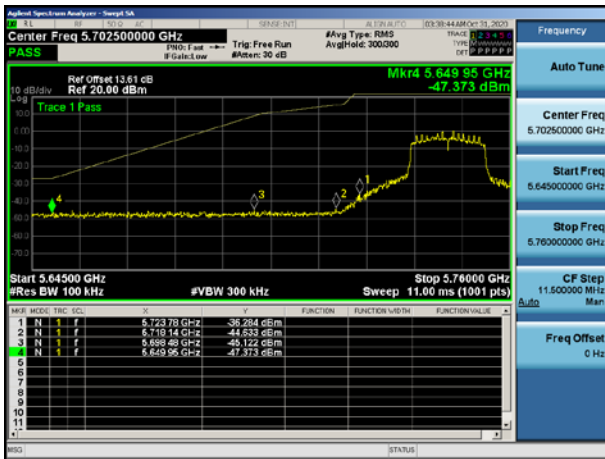 Agilent Spectrum Analyzer - Swept SA
RL RF 50 Ω AC SENSE:INT ALIGN AUTO 03:38:44 AM Oct 31, 2020
Center Freq 5.702500000 GHz
PASS
PNO: Fast
IFGain:Low
Trig: Free Run
#Atten: 30 dB
#Avg Type: RMS
Avg|Hold: 300/300
TRACE 1 2 3 4 5 6
TYPE M
DET P P P P P P
Ref Offset 13.61 dB
Ref 20.00 dBm
10 dB/div
Log
Mkr4 5.649 95 GHz
-47.373 dBm
Trace 1 Pass
10.0
0.00
-10.0
-20.0
-30.0
-40.0
-50.0
-60.0
-70.0
4
3
2
1
Start 5.64500 GHz
Stop 5.76000 GHz
#Res BW 100 kHz
#VBW 300 kHz
Sweep 11.00 ms (1001 pts)
MKR MODE TRC SCL X Y FUNCTION FUNCTION WIDTH FUNCTION VALUE
1 N 1 f 5.723 78 GHz -36.284 dBm
2 N 1 f 5.718 14 GHz -44.633 dBm
3 N 1 f 5.698 48 GHz -45.122 dBm
4 N 1 f 5.649 95 GHz -47.373 dBm
5
6
7
8
9
10
11
MSG
STATUS
Frequency
Auto Tune
Center Freq
5.702500000 GHz
Start Freq
5.645000000 GHz
Stop Freq
5.760000000 GHz
CF Step
11.500000 MHz
Auto Man
Freq Offset
0 Hz